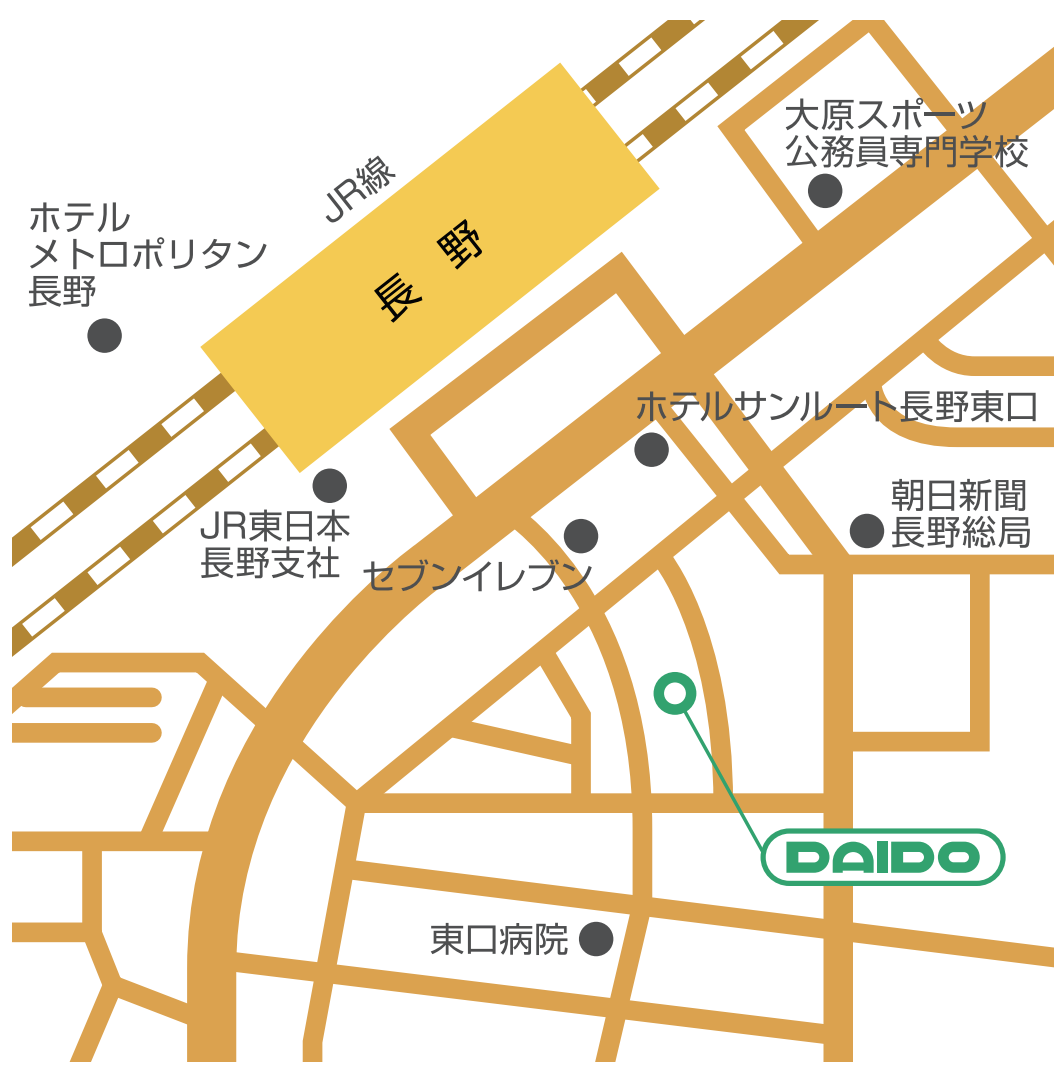 大原スポーツ
公務員専門学校
JR線
長野
ホテル
メトロポリタン
長野
ホテルサンルート長野東口
朝日新聞
長野総局
JR東日本
長野支社
セブンイレブン
DAIDO
東口病院